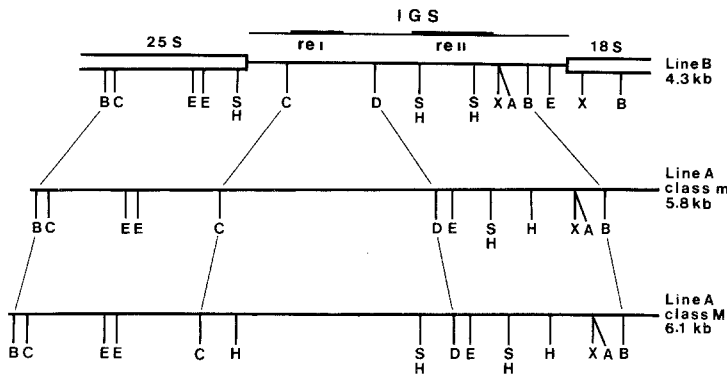 I G S
25 S re I re II 18 S
Line B
4.3 kb
B C E E S C D S S X A B E X B
H H H
Line A
class m
5.8 kb
B C E E C D E S H X A B
H
Line A
class M
6.1 kb
B C E E C H S D E S H X A B
H H